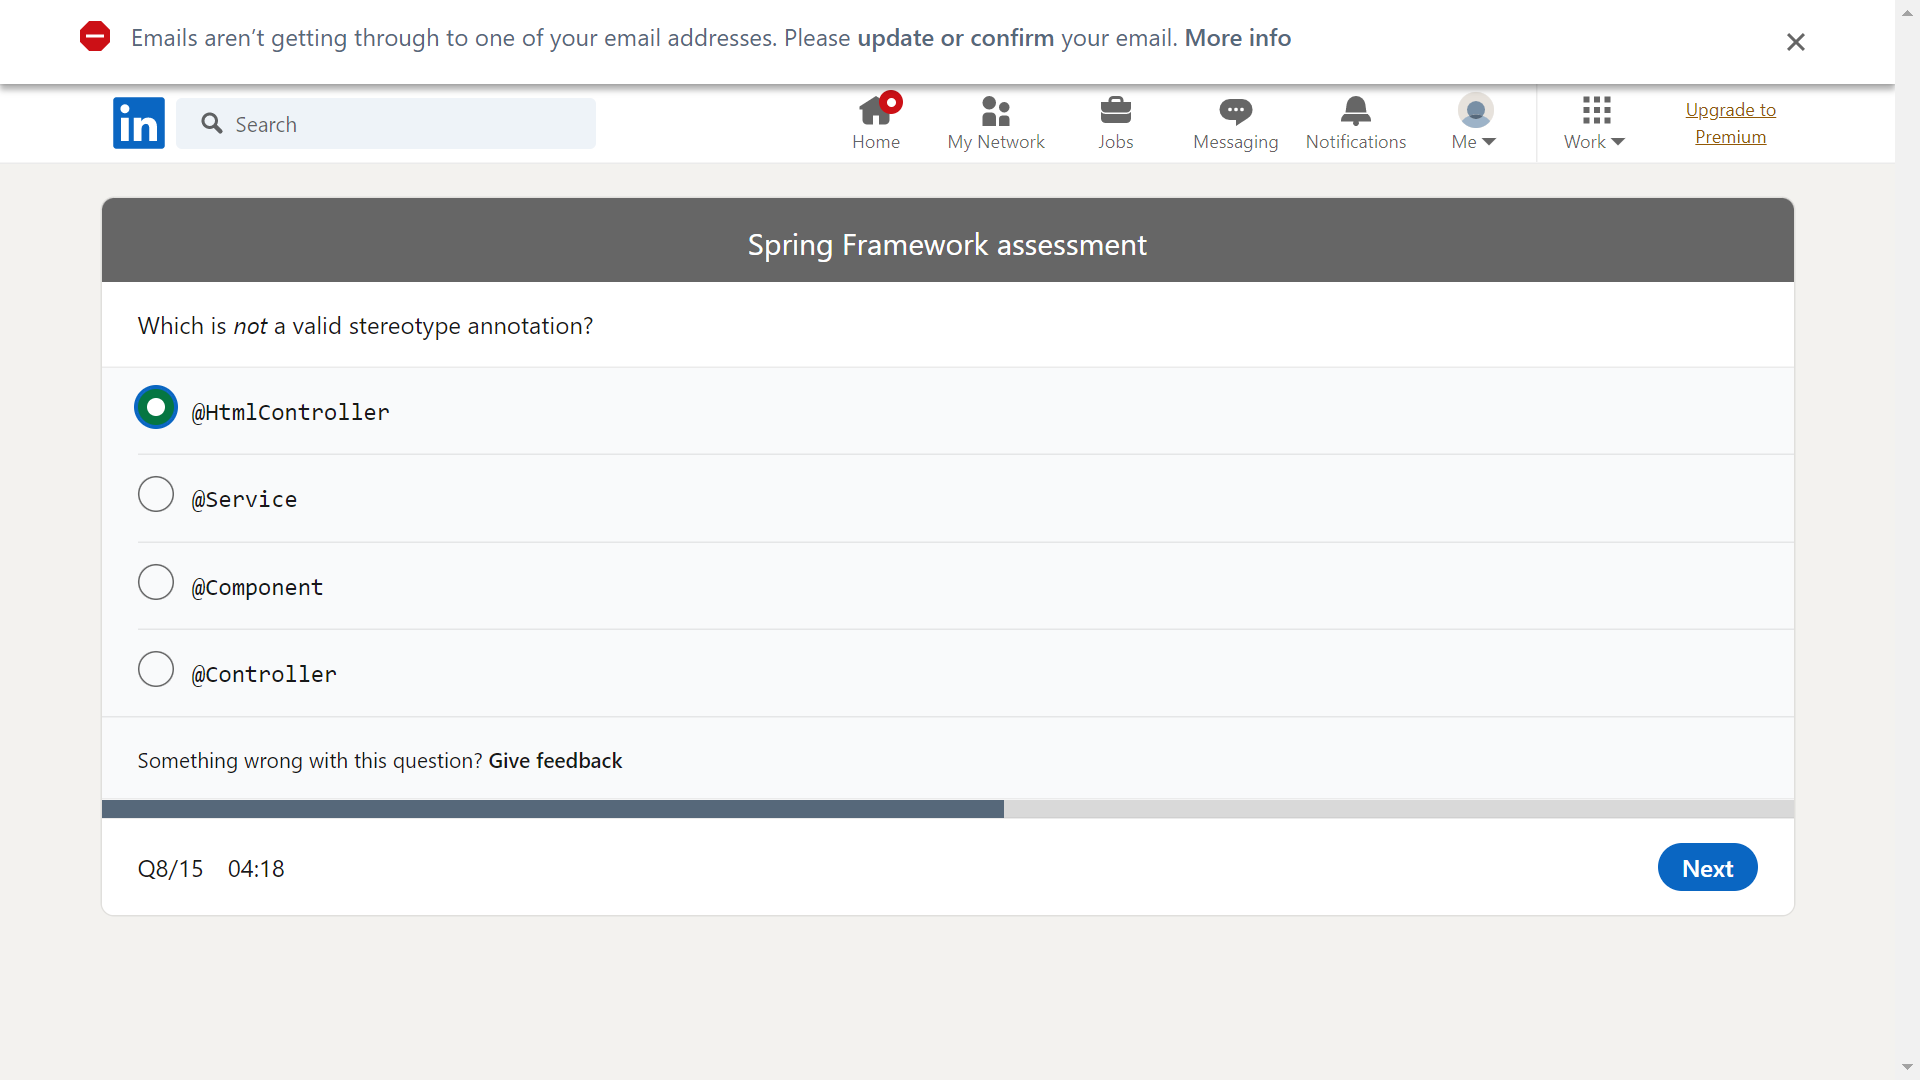 Emails aren’t getting through to one of your email addresses. Please update or confirm your email. More info
in
Search
Home
My Network
Jobs
Messaging
Notifications
Me
Work
Upgrade to
Premium
Spring Framework assessment
Which is not a valid stereotype annotation?
@HtmlController
@Service
@Component
@Controller
Something wrong with this question? Give feedback
Q8/15 04:18
Next